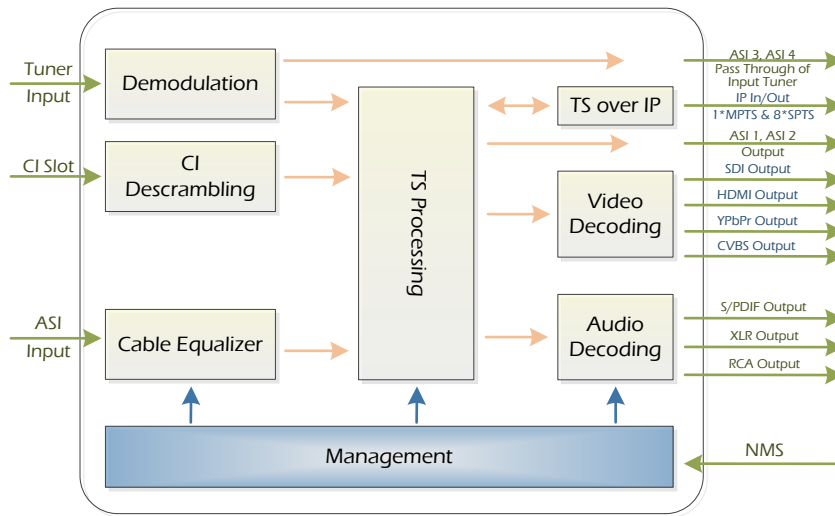 Tuner
Input
Demodulation
ASI 3, ASI 4
Pass Through of
Input Tuner
TS over IP
IP In/Out
1*MPTS & 8*SPTS
CI Slot
CI
Descrambling
TS Processing
ASI 1, ASI 2
Output
Video
Decoding
SDI Output
HDMI Output
YPbPr Output
CVBS Output
ASI
Input
Cable Equalizer
Audio
Decoding
S/PDIF Output
XLR Output
RCA Output
Management
NMS